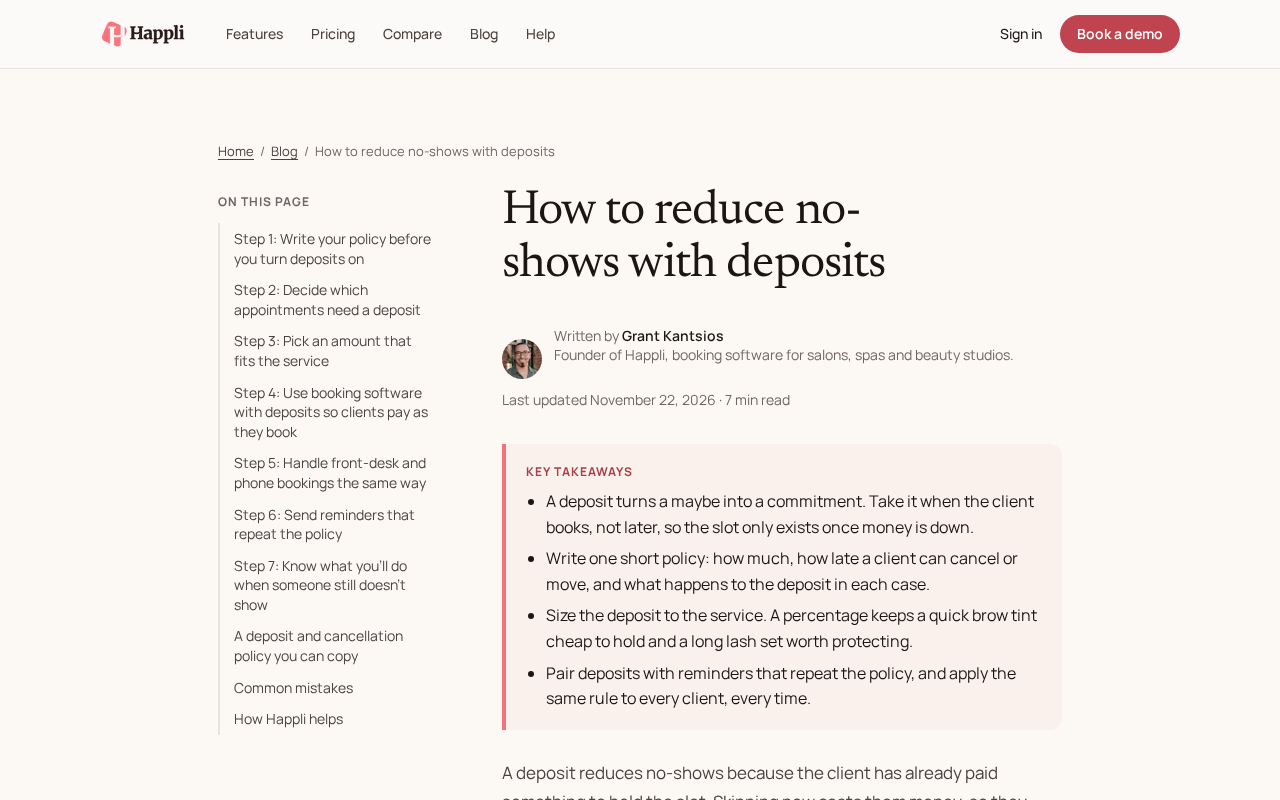 Happli
Features
Pricing
Compare
Blog
Help
Sign in
Book a demo
Home / Blog / How to reduce no-shows with deposits
ON THIS PAGE
Step 1: Write your policy before
you turn deposits on
Step 2: Decide which
appointments need a deposit
Step 3: Pick an amount that
fits the service
Step 4: Use booking software
with deposits so clients pay as
they book
Step 5: Handle front-desk and
phone bookings the same way
Step 6: Send reminders that
repeat the policy
Step 7: Know what you'll do
when someone still doesn't
show
A deposit and cancellation
policy you can copy
Common mistakes
How Happli helps
How to reduce no-
shows with deposits
Written by Grant Kantsios
Founder of Happli, booking software for salons, spas and beauty studios.
Last updated November 22, 2026 · 7 min read
KEY TAKEAWAYS
• A deposit turns a maybe into a commitment. Take it when the client
books, not later, so the slot only exists once money is down.
• Write one short policy: how much, how late a client can cancel or
move, and what happens to the deposit in each case.
• Size the deposit to the service. A percentage keeps a quick brow tint
cheap to hold and a long lash set worth protecting.
• Pair deposits with reminders that repeat the policy, and apply the
same rule to every client, every time.
A deposit reduces no-shows because the client has already paid
something to hold the slot. Skipping now costs them money, so they